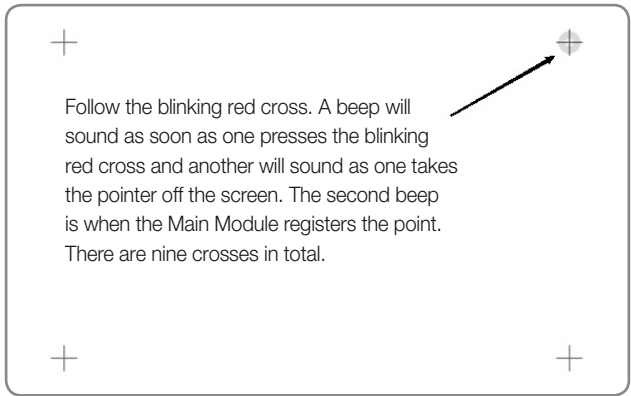 Follow the blinking red cross. A beep will
sound as soon as one presses the blinking
red cross and another will sound as one takes
the pointer off the screen. The second beep
is when the Main Module registers the point.
There are nine crosses in total.